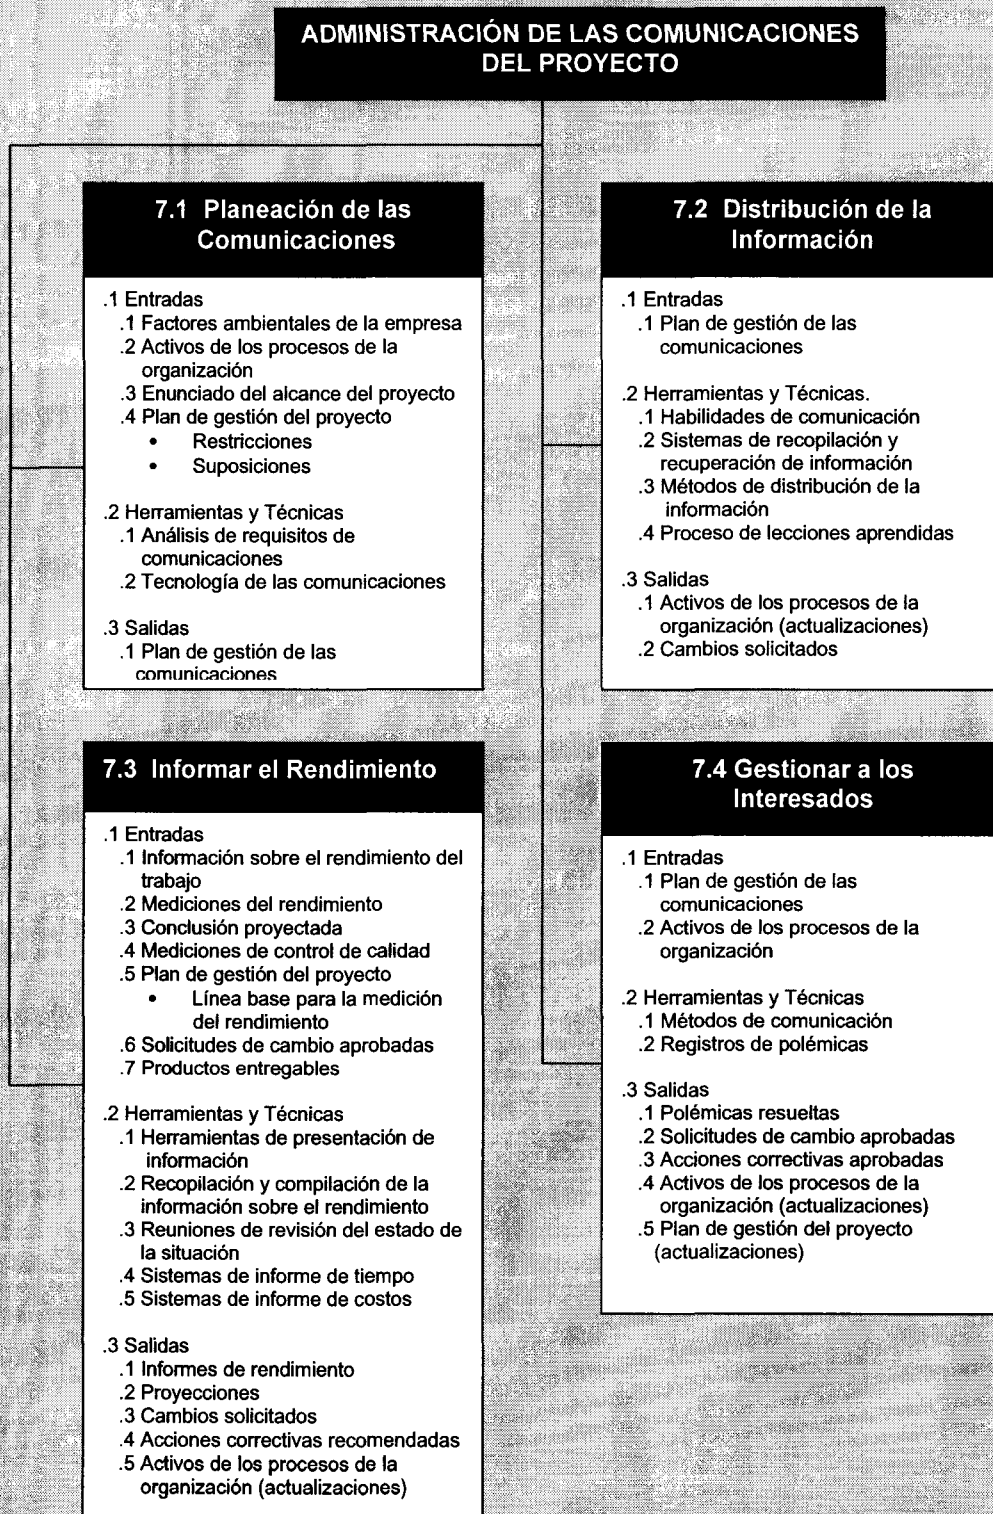 ADMINISTRACIÓN DE LAS COMUNICACIONES
DEL PROYECTO
7.1 Planeación de las
Comunicaciones
.1 Entradas
.1 Factores ambientales de la empresa
.2 Activos de los procesos de la
organización
.3 Enunciado del alcance del proyecto
.4 Plan de gestión del proyecto
• Restricciones
• Suposiciones
.2 Herramientas y Técnicas
.1 Análisis de requisitos de
comunicaciones
.2 Tecnología de las comunicaciones
.3 Salidas
.1 Plan de gestión de las
comunicaciones
7.2 Distribución de la
Información
.1 Entradas
.1 Plan de gestión de las
comunicaciones
.2 Herramientas y Técnicas.
.1 Habilidades de comunicación
.2 Sistemas de recopilación y
recuperación de información
.3 Métodos de distribución de la
información
.4 Proceso de lecciones aprendidas
.3 Salidas
.1 Activos de los procesos de la
organización (actualizaciones)
.2 Cambios solicitados
7.3 Informar el Rendimiento
.1 Entradas
.1 Información sobre el rendimiento del
trabajo
.2 Mediciones del rendimiento
.3 Conclusión proyectada
.4 Mediciones de control de calidad
.5 Plan de gestión del proyecto
• Línea base para la medición
del rendimiento
.6 Solicitudes de cambio aprobadas
.7 Productos entregables
.2 Herramientas y Técnicas
.1 Herramientas de presentación de
información
.2 Recopilación y compilación de la
información sobre el rendimiento
.3 Reuniones de revisión del estado de
la situación
.4 Sistemas de informe de tiempo
.5 Sistemas de informe de costos
.3 Salidas
.1 Informes de rendimiento
.2 Proyecciones
.3 Cambios solicitados
.4 Acciones correctivas recomendadas
.5 Activos de los procesos de la
organización (actualizaciones)
7.4 Gestionar a los
Interesados
.1 Entradas
.1 Plan de gestión de las
comunicaciones
.2 Activos de los procesos de la
organización
.2 Herramientas y Técnicas
.1 Métodos de comunicación
.2 Registros de polémicas
.3 Salidas
.1 Polémicas resueltas
.2 Solicitudes de cambio aprobadas
.3 Acciones correctivas aprobadas
.4 Activos de los procesos de la
organización (actualizaciones)
.5 Plan de gestión del proyecto
(actualizaciones)